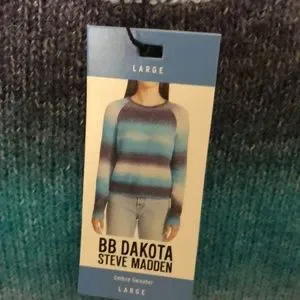 LARGE
BB DAKOTA
STEVE MADDEN
Ombre Sweater
LARGE